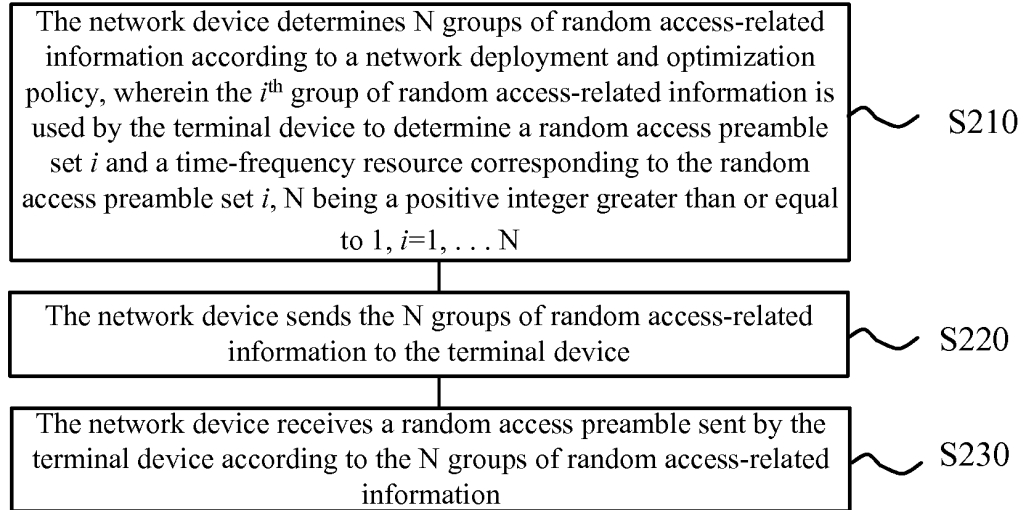 The network device determines N groups of random access-related
information according to a network deployment and optimization
policy, wherein the iᵗʰ group of random access-related information is
used by the terminal device to determine a random access preamble
set i and a time-frequency resource corresponding to the random
access preamble set i, N being a positive integer greater than or equal
to 1, i=1, . . . N
S210
The network device sends the N groups of random access-related
information to the terminal device
S220
The network device receives a random access preamble sent by the
terminal device according to the N groups of random access-related
information
S230